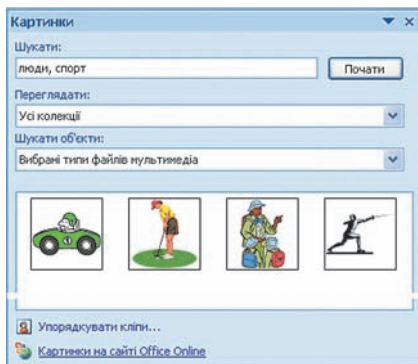 Картинки
Шукати:
люди, спорт
Почати
Переглядати:
Усі колекції
Шукати об'єкти:
Вибрані типи файлів мультимедіа
1
Упорядкувати кліпи...
Картинки на сайті Office Online